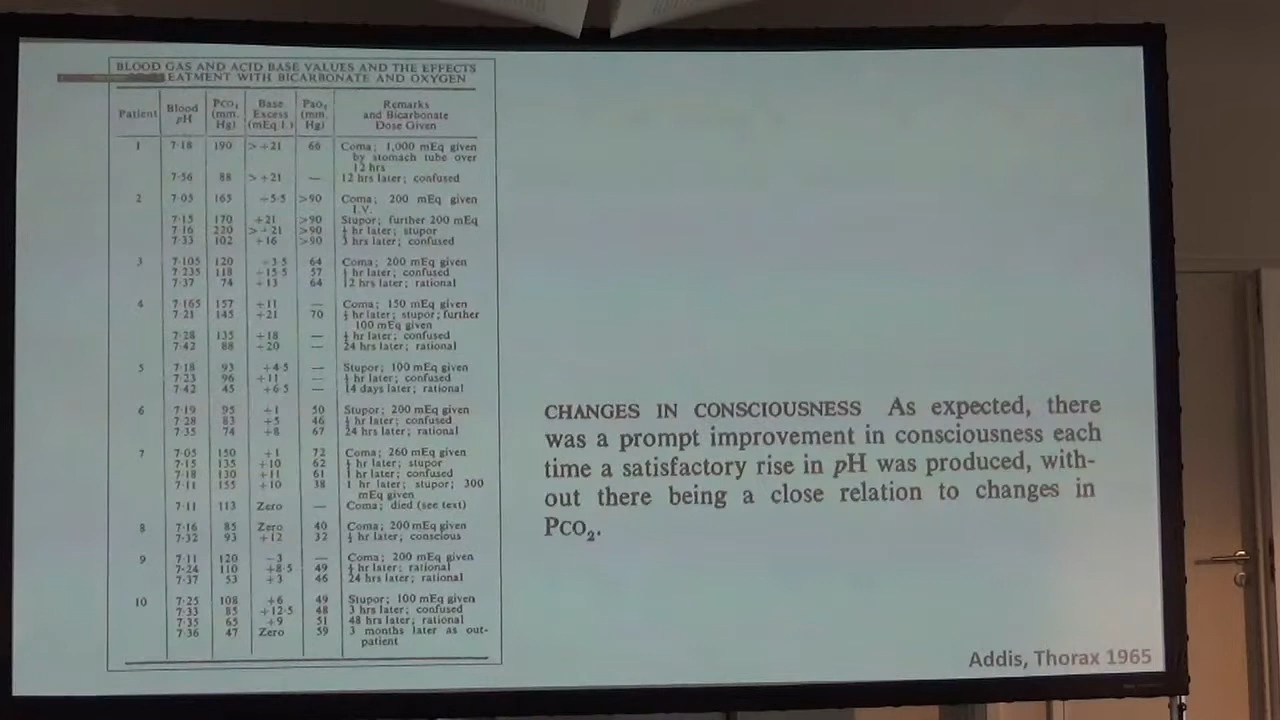 BLOOD GAS AND ACID BASE VALUES AND THE EFFECTS
EATMENT WITH BICARBONATE AND OXYGEN
Patient Blood pH Pco₂ (mm. Hg) Base Excess (mEq/l.) Pao₂ (mm. Hg) Remarks and Bicarbonate Dose Given
1 7·18 190 >+21 66 Coma; 1,000 mEq given
by stomach tube over
12 hrs
7·56 88 >+21 — 12 hrs later; confused
2 7·05 165 +5·5 >90 Coma; 200 mEq given
I.V.
7·15 170 +21 >90 Stupor; further 200 mEq
7·16 220 >+21 >90 ½ hr later; stupor
7·33 102 +16 >90 3 hrs later; confused
3 7·105 120 +3·5 64 Coma; 200 mEq given
7·235 118 +15·5 57 ½ hr later; confused
7·37 74 +13 64 12 hrs later; rational
4 7·165 157 +11 — Coma; 150 mEq given
7·21 145 +21 70 ½ hr later; stupor; further
100 mEq given
7·28 135 +18 — ½ hr later; confused
7·42 88 +20 — 24 hrs later; rational
5 7·18 93 +4·5 — Stupor; 100 mEq given
7·23 96 +11 — ½ hr later; confused
7·42 45 +6·5 — 14 days later; rational
6 7·19 95 +1 50 Stupor; 200 mEq given
7·28 83 +5 46 ½ hr later; confused
7·35 74 +8 67 24 hrs later; rational
7 7·05 150 +1 72 Coma; 260 mEq given
7·15 135 +10 62 ½ hr later; stupor
7·18 130 +11 61 1 hr later; confused
7·11 155 +10 38 1 hr later; stupor; 300
mEq given
7·11 113 Zero — Coma; died (see text)
8 7·16 85 Zero 40 Coma; 200 mEq given
7·32 93 +12 32 ½ hr later; conscious
9 7·11 120 −3 — Coma; 200 mEq given
7·24 110 +8·5 49 ½ hr later; rational
7·37 53 +3 46 24 hrs later; rational
10 7·25 108 +6 49 Stupor; 100 mEq given
7·33 85 +12·5 48 3 hrs later; confused
7·35 65 +9 51 48 hrs later; rational
7·36 47 Zero 59 3 months later as out-
patient
CHANGES IN CONSCIOUSNESS As expected, there
was a prompt improvement in consciousness each
time a satisfactory rise in pH was produced, with-
out there being a close relation to changes in
Pco₂.
Addis, Thorax 1965